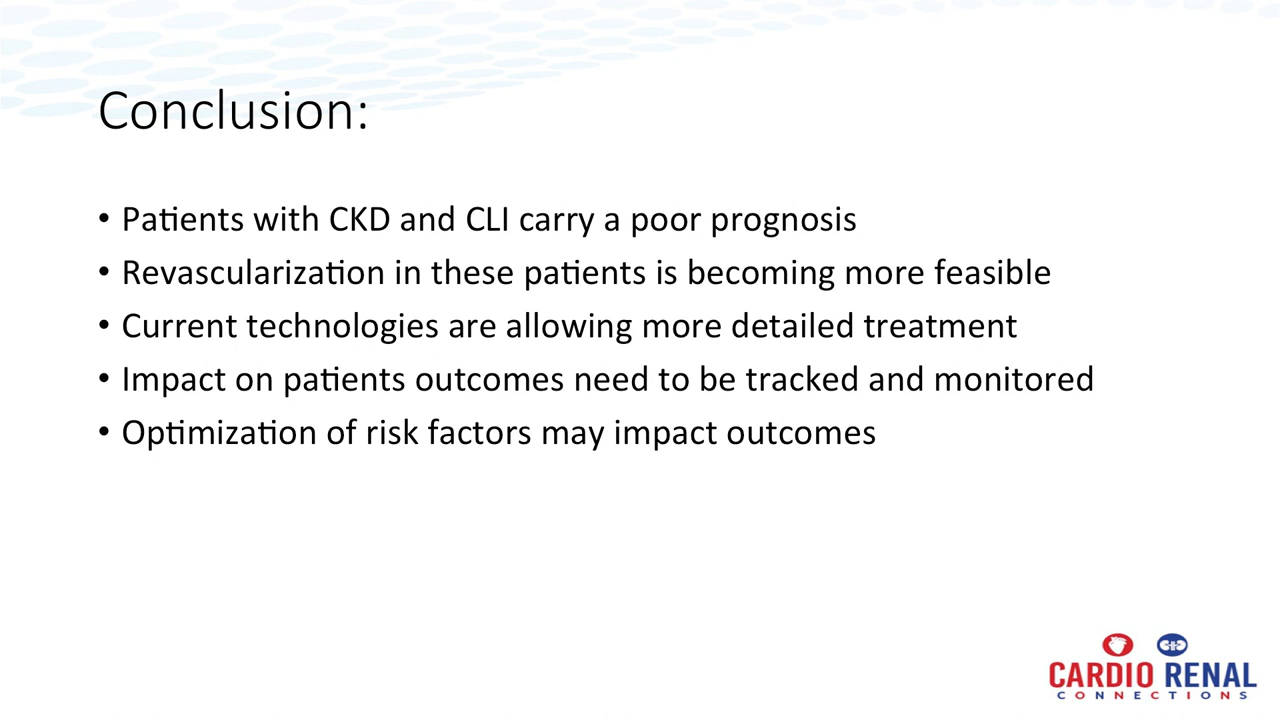 Conclusion:
• Patients with CKD and CLI carry a poor prognosis
• Revascularization in these patients is becoming more feasible
• Current technologies are allowing more detailed treatment
• Impact on patients outcomes need to be tracked and monitored
• Optimization of risk factors may impact outcomes
CARDIO RENAL
CONNECTIONS